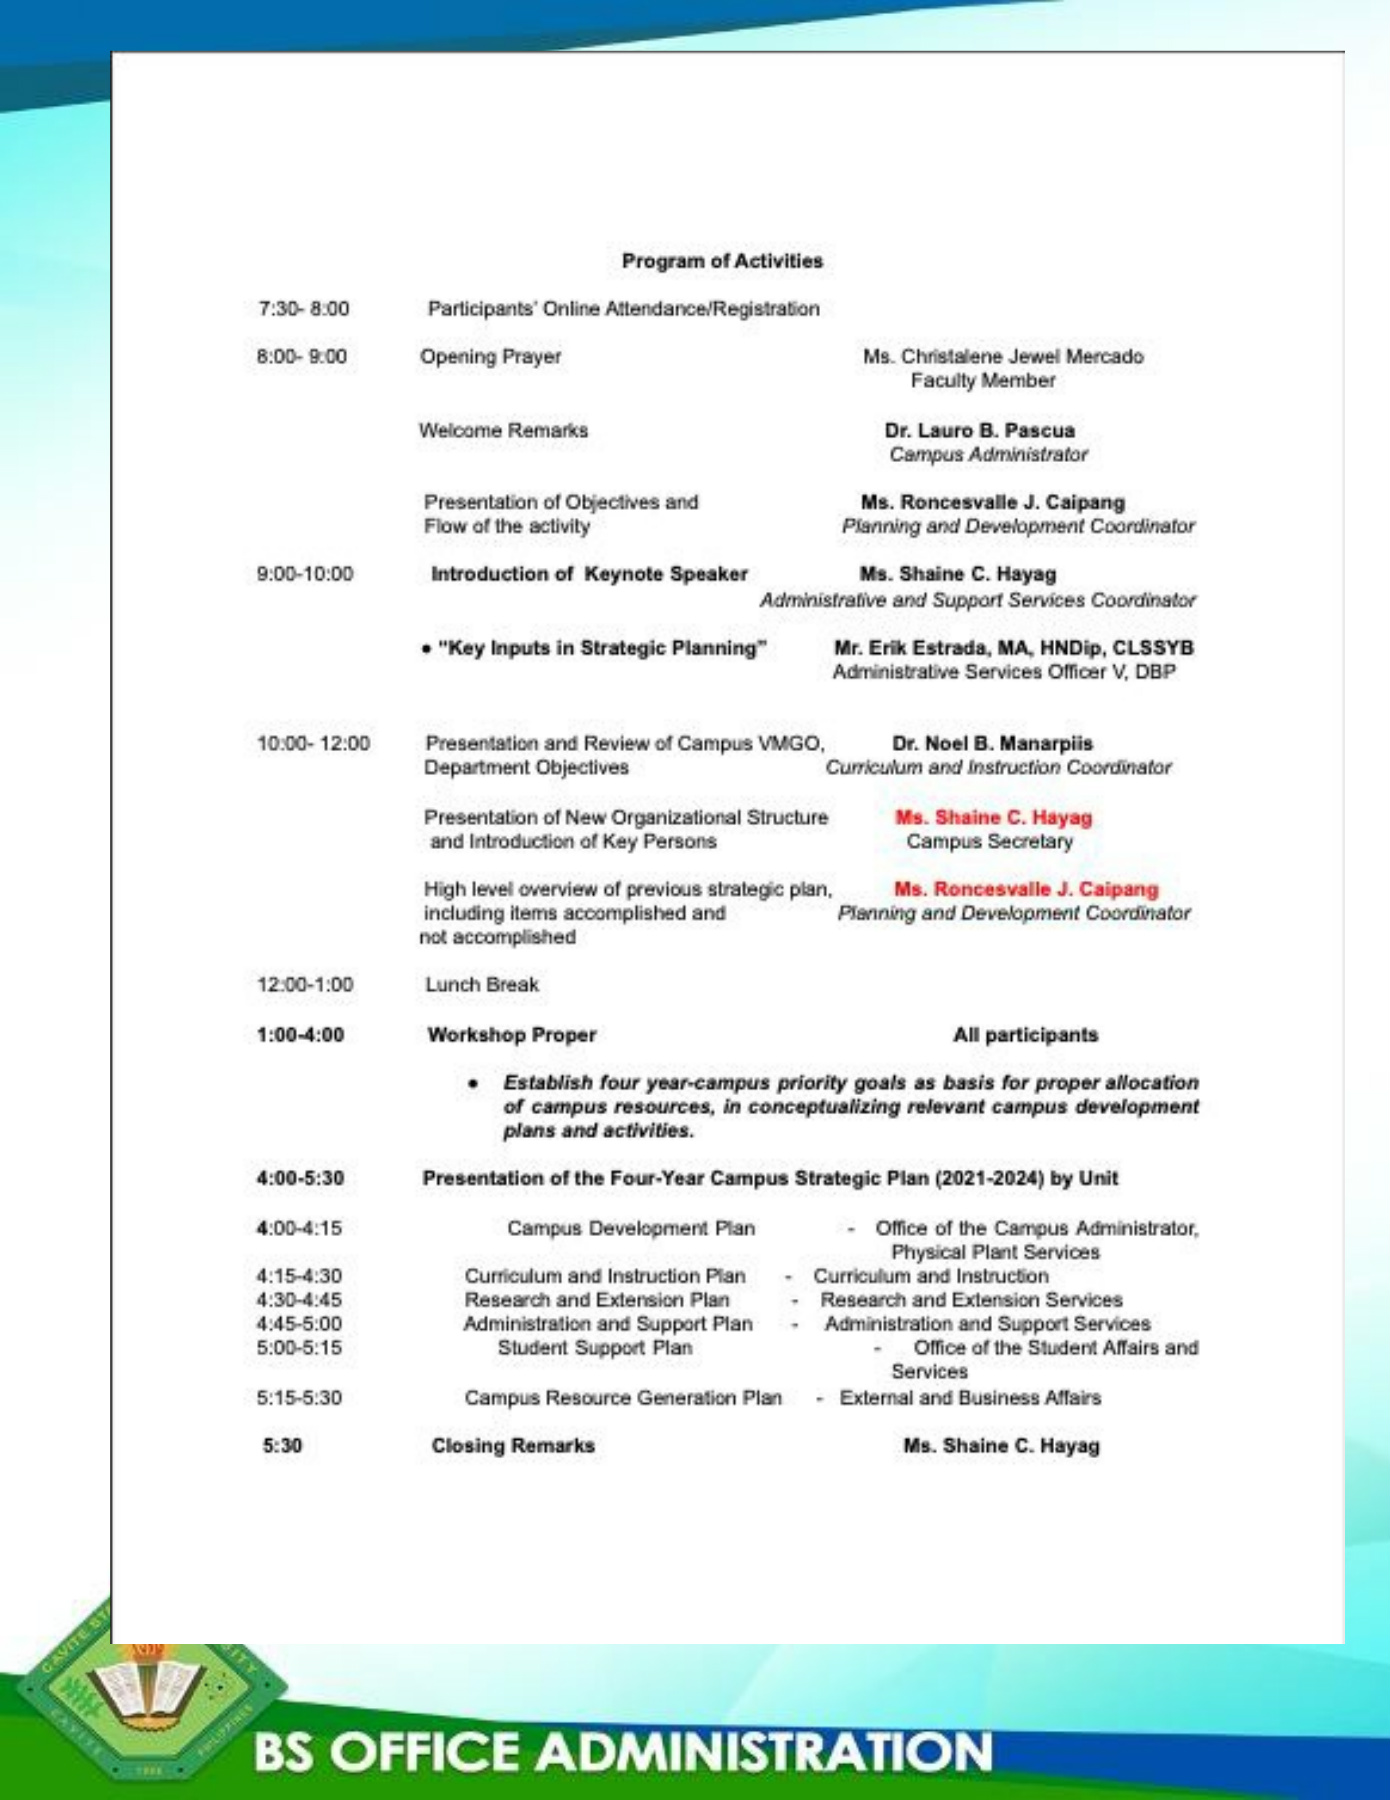 Program of Activities
7:30- 8:00 Participants' Online Attendance/Registration
8:00- 9:00 Opening Prayer Ms. Christalene Jewel Mercado
Faculty Member
Welcome Remarks Dr. Lauro B. Pascua
Campus Administrator
Presentation of Objectives and Ms. Roncesvalle J. Caipang
Flow of the activity Planning and Development Coordinator
9:00-10:00 Introduction of Keynote Speaker Ms. Shaine C. Hayag
Administrative and Support Services Coordinator
• "Key Inputs in Strategic Planning" Mr. Erik Estrada, MA, HNDip, CLSSYB
Administrative Services Officer V, DBP
10:00- 12:00 Presentation and Review of Campus VMGO, Dr. Noel B. Manarpiis
Department Objectives Curriculum and Instruction Coordinator
Presentation of New Organizational Structure Ms. Shaine C. Hayag
and Introduction of Key Persons Campus Secretary
High level overview of previous strategic plan, Ms. Roncesvalle J. Caipang
including items accomplished and Planning and Development Coordinator
not accomplished
12:00-1:00 Lunch Break
1:00-4:00 Workshop Proper All participants
• Establish four year-campus priority goals as basis for proper allocation
of campus resources, in conceptualizing relevant campus development
plans and activities.
4:00-5:30 Presentation of the Four-Year Campus Strategic Plan (2021-2024) by Unit
4:00-4:15 Campus Development Plan - Office of the Campus Administrator,
Physical Plant Services
4:15-4:30 Curriculum and Instruction Plan - Curriculum and Instruction
4:30-4:45 Research and Extension Plan - Research and Extension Services
4:45-5:00 Administration and Support Plan - Administration and Support Services
5:00-5:15 Student Support Plan - Office of the Student Affairs and
Services
5:15-5:30 Campus Resource Generation Plan - External and Business Affairs
5:30 Closing Remarks Ms. Shaine C. Hayag
CAVITE
CAVITE
PHILIPPINES
BS OFFICE ADMINISTRATION